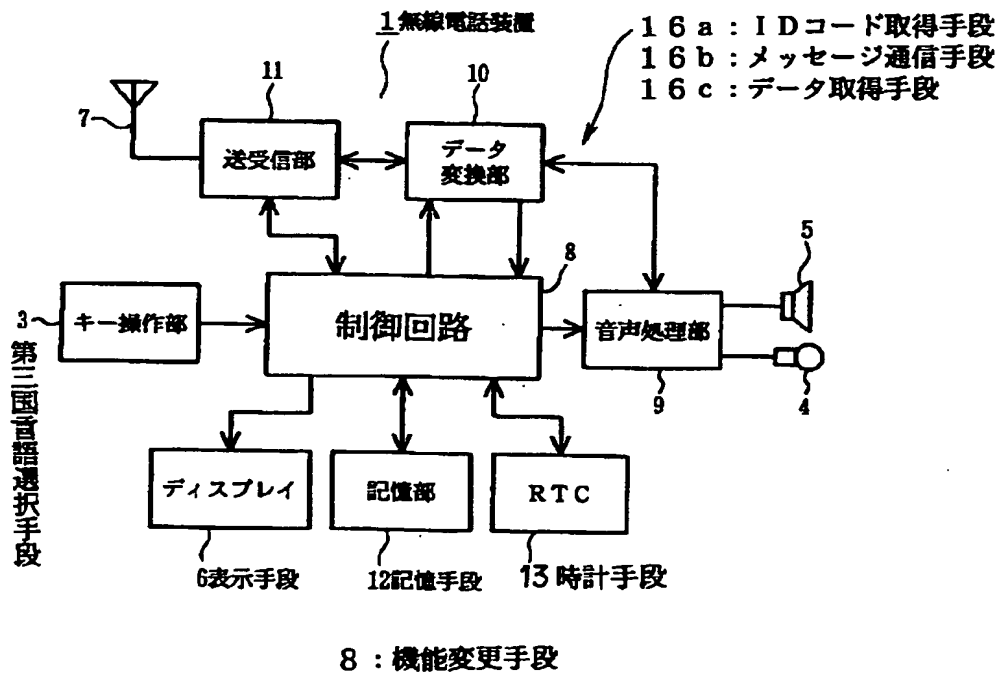 1無線電話装置
16a：IDコード取得手段
16b：メッセージ通信手段
16c：データ取得手段
11
10
7
送受信部
データ
変換部
8
5
3
キー操作部
制御回路
音声処理部
9
4
第三国言語選択手段
ディスプレイ
記憶部
RTC
6表示手段
12記憶手段
13時計手段
8：機能変更手段